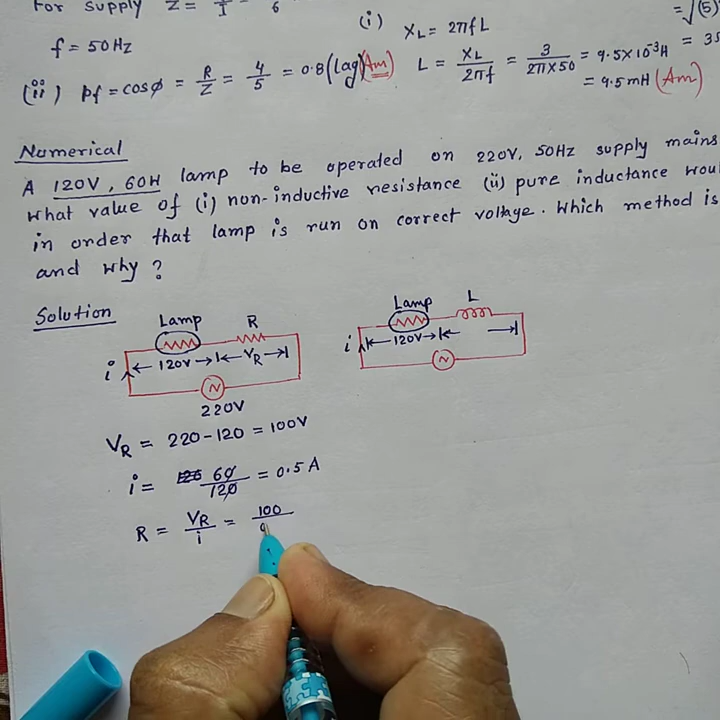 For supply Z = 1 6
f = 50Hz
(ii) pf = cosϕ = R/Z = 4/5 = 0.8 (lag) (Am)
(i) XL = 2πfL
L = XL/2πf = 3/2π×50 = 9.5×10⁻³H
= 9.5mH (Am)
= √(5)
= 3
Numerical
A 120V, 60W lamp to be operated on 220V, 50Hz supply mains
What value of (i) non-inductive resistance (ii) pure inductance
in order that lamp is run on correct voltage. Which method is
and why ?
Solution
Lamp R
i 120V VR
220V
Lamp L
i 120V
VR = 220-120 = 100V
i = 60/120 = 0.5 A
R = VR/i = 100